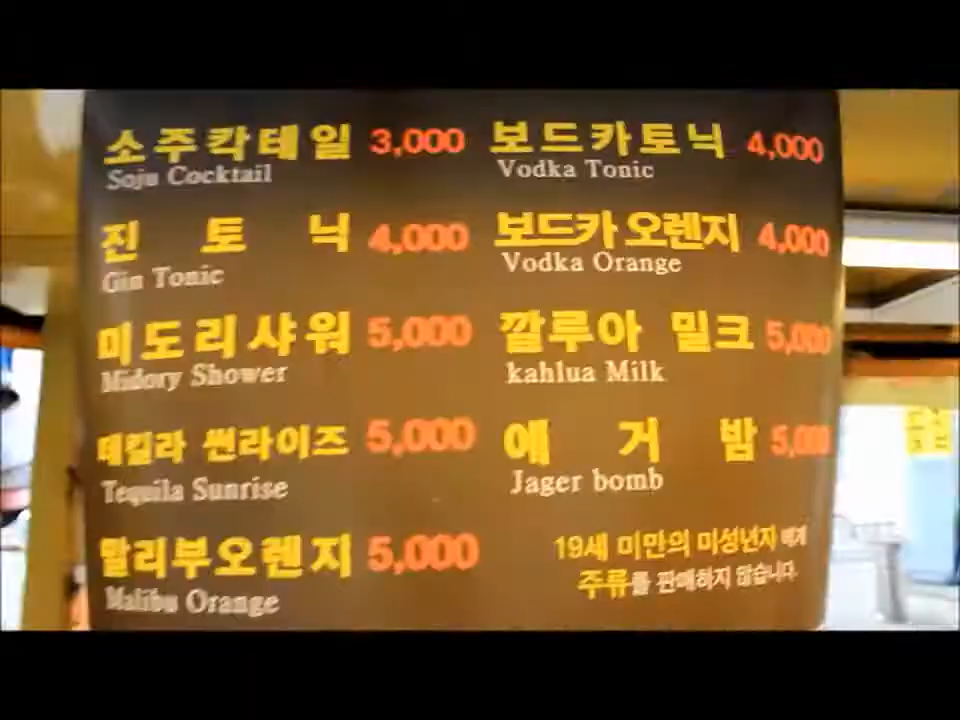 소주칵테일 3,000
Soju Cocktail
진토닉 4,000
Gin Tonic
미도리샤워 5,000
Midory Shower
테킬라 썬라이즈 5,000
Tequila Sunrise
말리부오렌지 5,000
Malibu Orange
보드카토닉 4,000
Vodka Tonic
보드카 오렌지 4,000
Vodka Orange
깔루아 밀크 5,000
kahlua Milk
예거밤 5,000
Jager bomb
19세 미만의 미성년자에게
주류를 판매하지 않습니다.